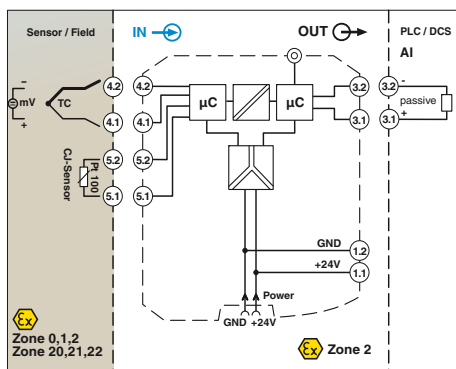 Sensor / Field
IN
OUT
PLC / DCS
AI
−
mV
+
TC
4.2
4.1
4.2
4.1
µC
µC
3.2
3.1
3.2
-
passive
+
3.1
CJ-Sensor
Pt 100
5.2
5.1
5.2
5.1
GND
1.2
+24V
1.1
Power
GND +24V
Ex
Zone 0,1,2
Zone 20,21,22
Ex
Zone 2